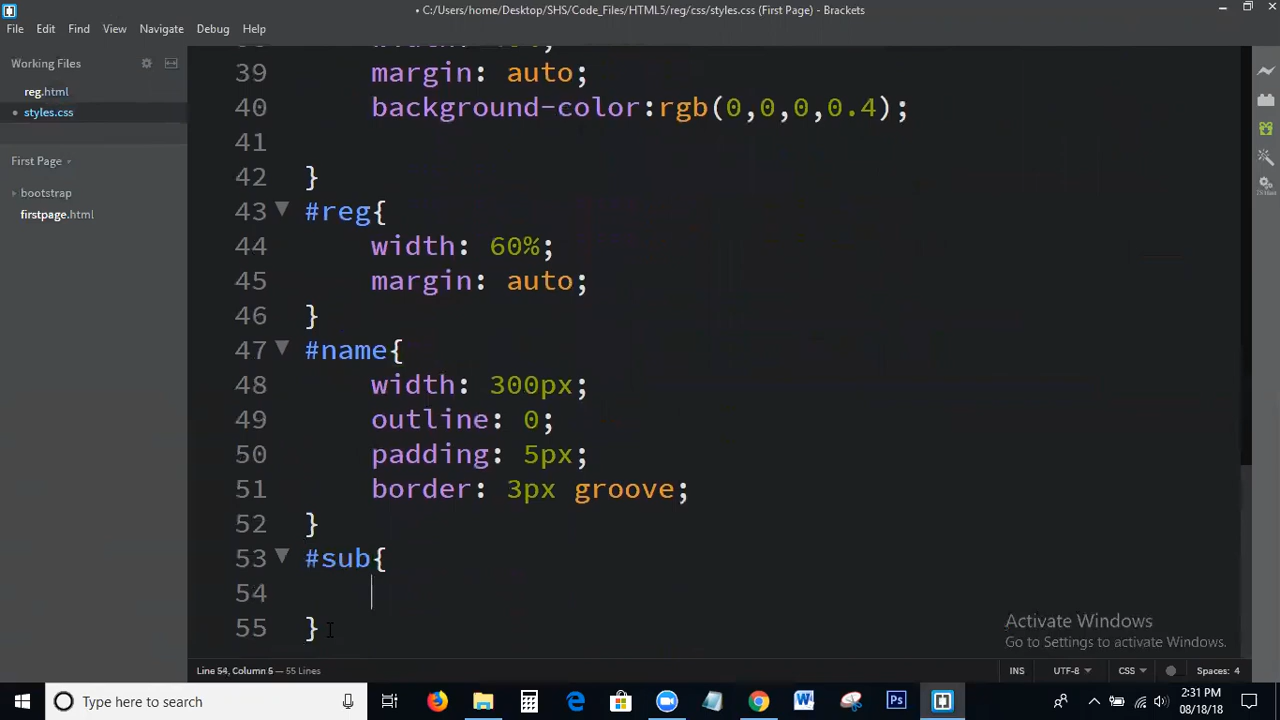 • C:/Users/home/Desktop/SHS/Code_Files/HTML5/reg/css/styles.css (First Page) - Brackets
File Edit Find View Navigate Debug Help
Working Files
reg.html
• styles.css
First Page
bootstrap
firstpage.html
39 margin: auto;
40 background-color:rgb(0,0,0,0.4);
41
42 }
43 #reg{
44 width: 60%;
45 margin: auto;
46 }
47 #name{
48 width: 300px;
49 outline: 0;
50 padding: 5px;
51 border: 3px groove;
52 }
53 #sub{
54
55 }
Activate Windows
Go to Settings to activate Windows.
Line 54, Column 5 — 55 Lines
INS UTF-8 CSS Spaces: 4
Type here to search
2:31 PM
08/18/18